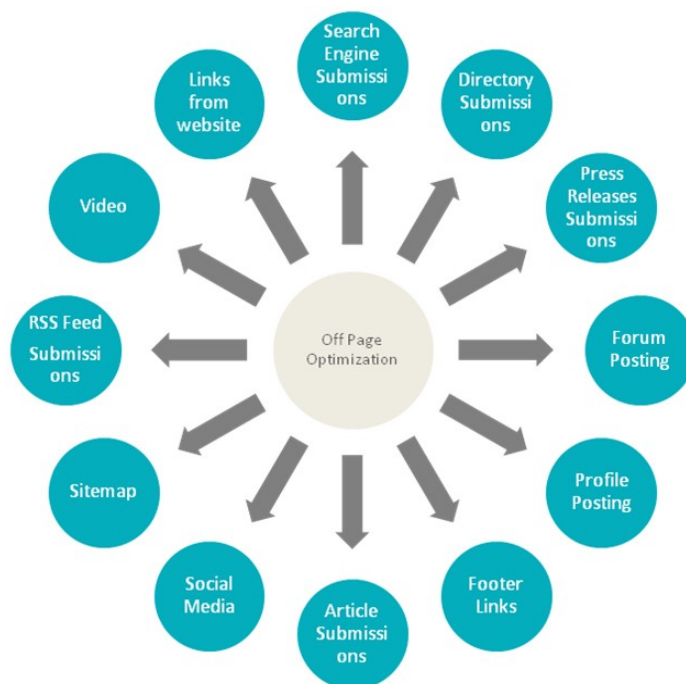 Search
Engine
Submissi
ons
Directory
Submissi
ons
Press
Releases
Submissi
ons
Forum
Posting
Profile
Posting
Footer
Links
Article
Submissi
ons
Social
Media
Sitemap
RSS Feed
Submissi
ons
Video
Links
from
website
Off Page
Optimization